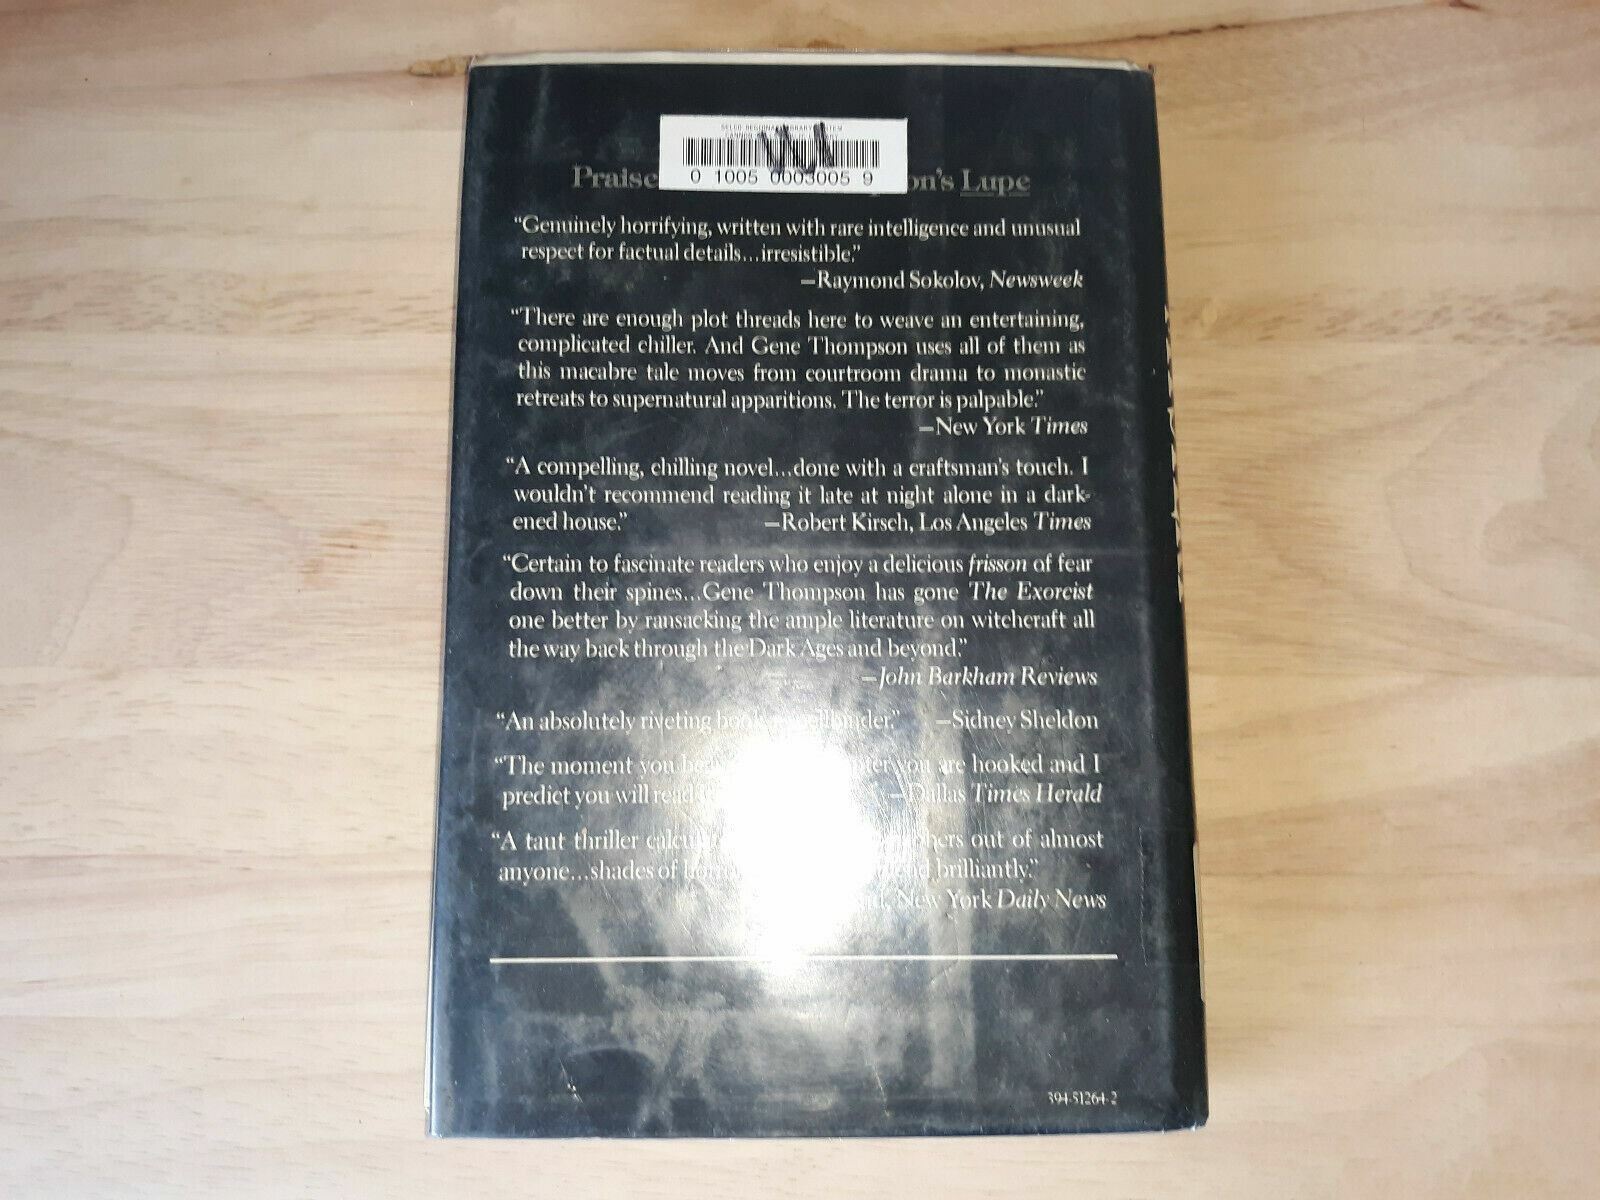 SELCO REGIONAL LIBRARY SYSTEM
CANNON
0 1005 0003005 9
Praise on's Lupe
“Genuinely horrifying, written with rare intelligence and unusual
respect for factual details...irresistible.”
—Raymond Sokolov, Newsweek
“There are enough plot threads here to weave an entertaining,
complicated chiller. And Gene Thompson uses all of them as
this macabre tale moves from courtroom drama to monastic
retreats to supernatural apparitions. The terror is palpable.”
—New York Times
“A compelling, chilling novel...done with a craftsman's touch. I
wouldn't recommend reading it late at night alone in a dark-
ened house.” —Robert Kirsch, Los Angeles Times
“Certain to fascinate readers who enjoy a delicious frisson of fear
down their spines...Gene Thompson has gone The Exorcist
one better by ransacking the ample literature on witchcraft all
the way back through the Dark Ages and beyond.”
—John Barkham Reviews
“An absolutely riveting book, spellbinder.” —Sidney Sheldon
“The moment you you are hooked and I
predict you will read —Dallas Times Herald
“A taut thriller out of almost
anyone...shades of brilliantly.”
New York Daily News
394-51264-2